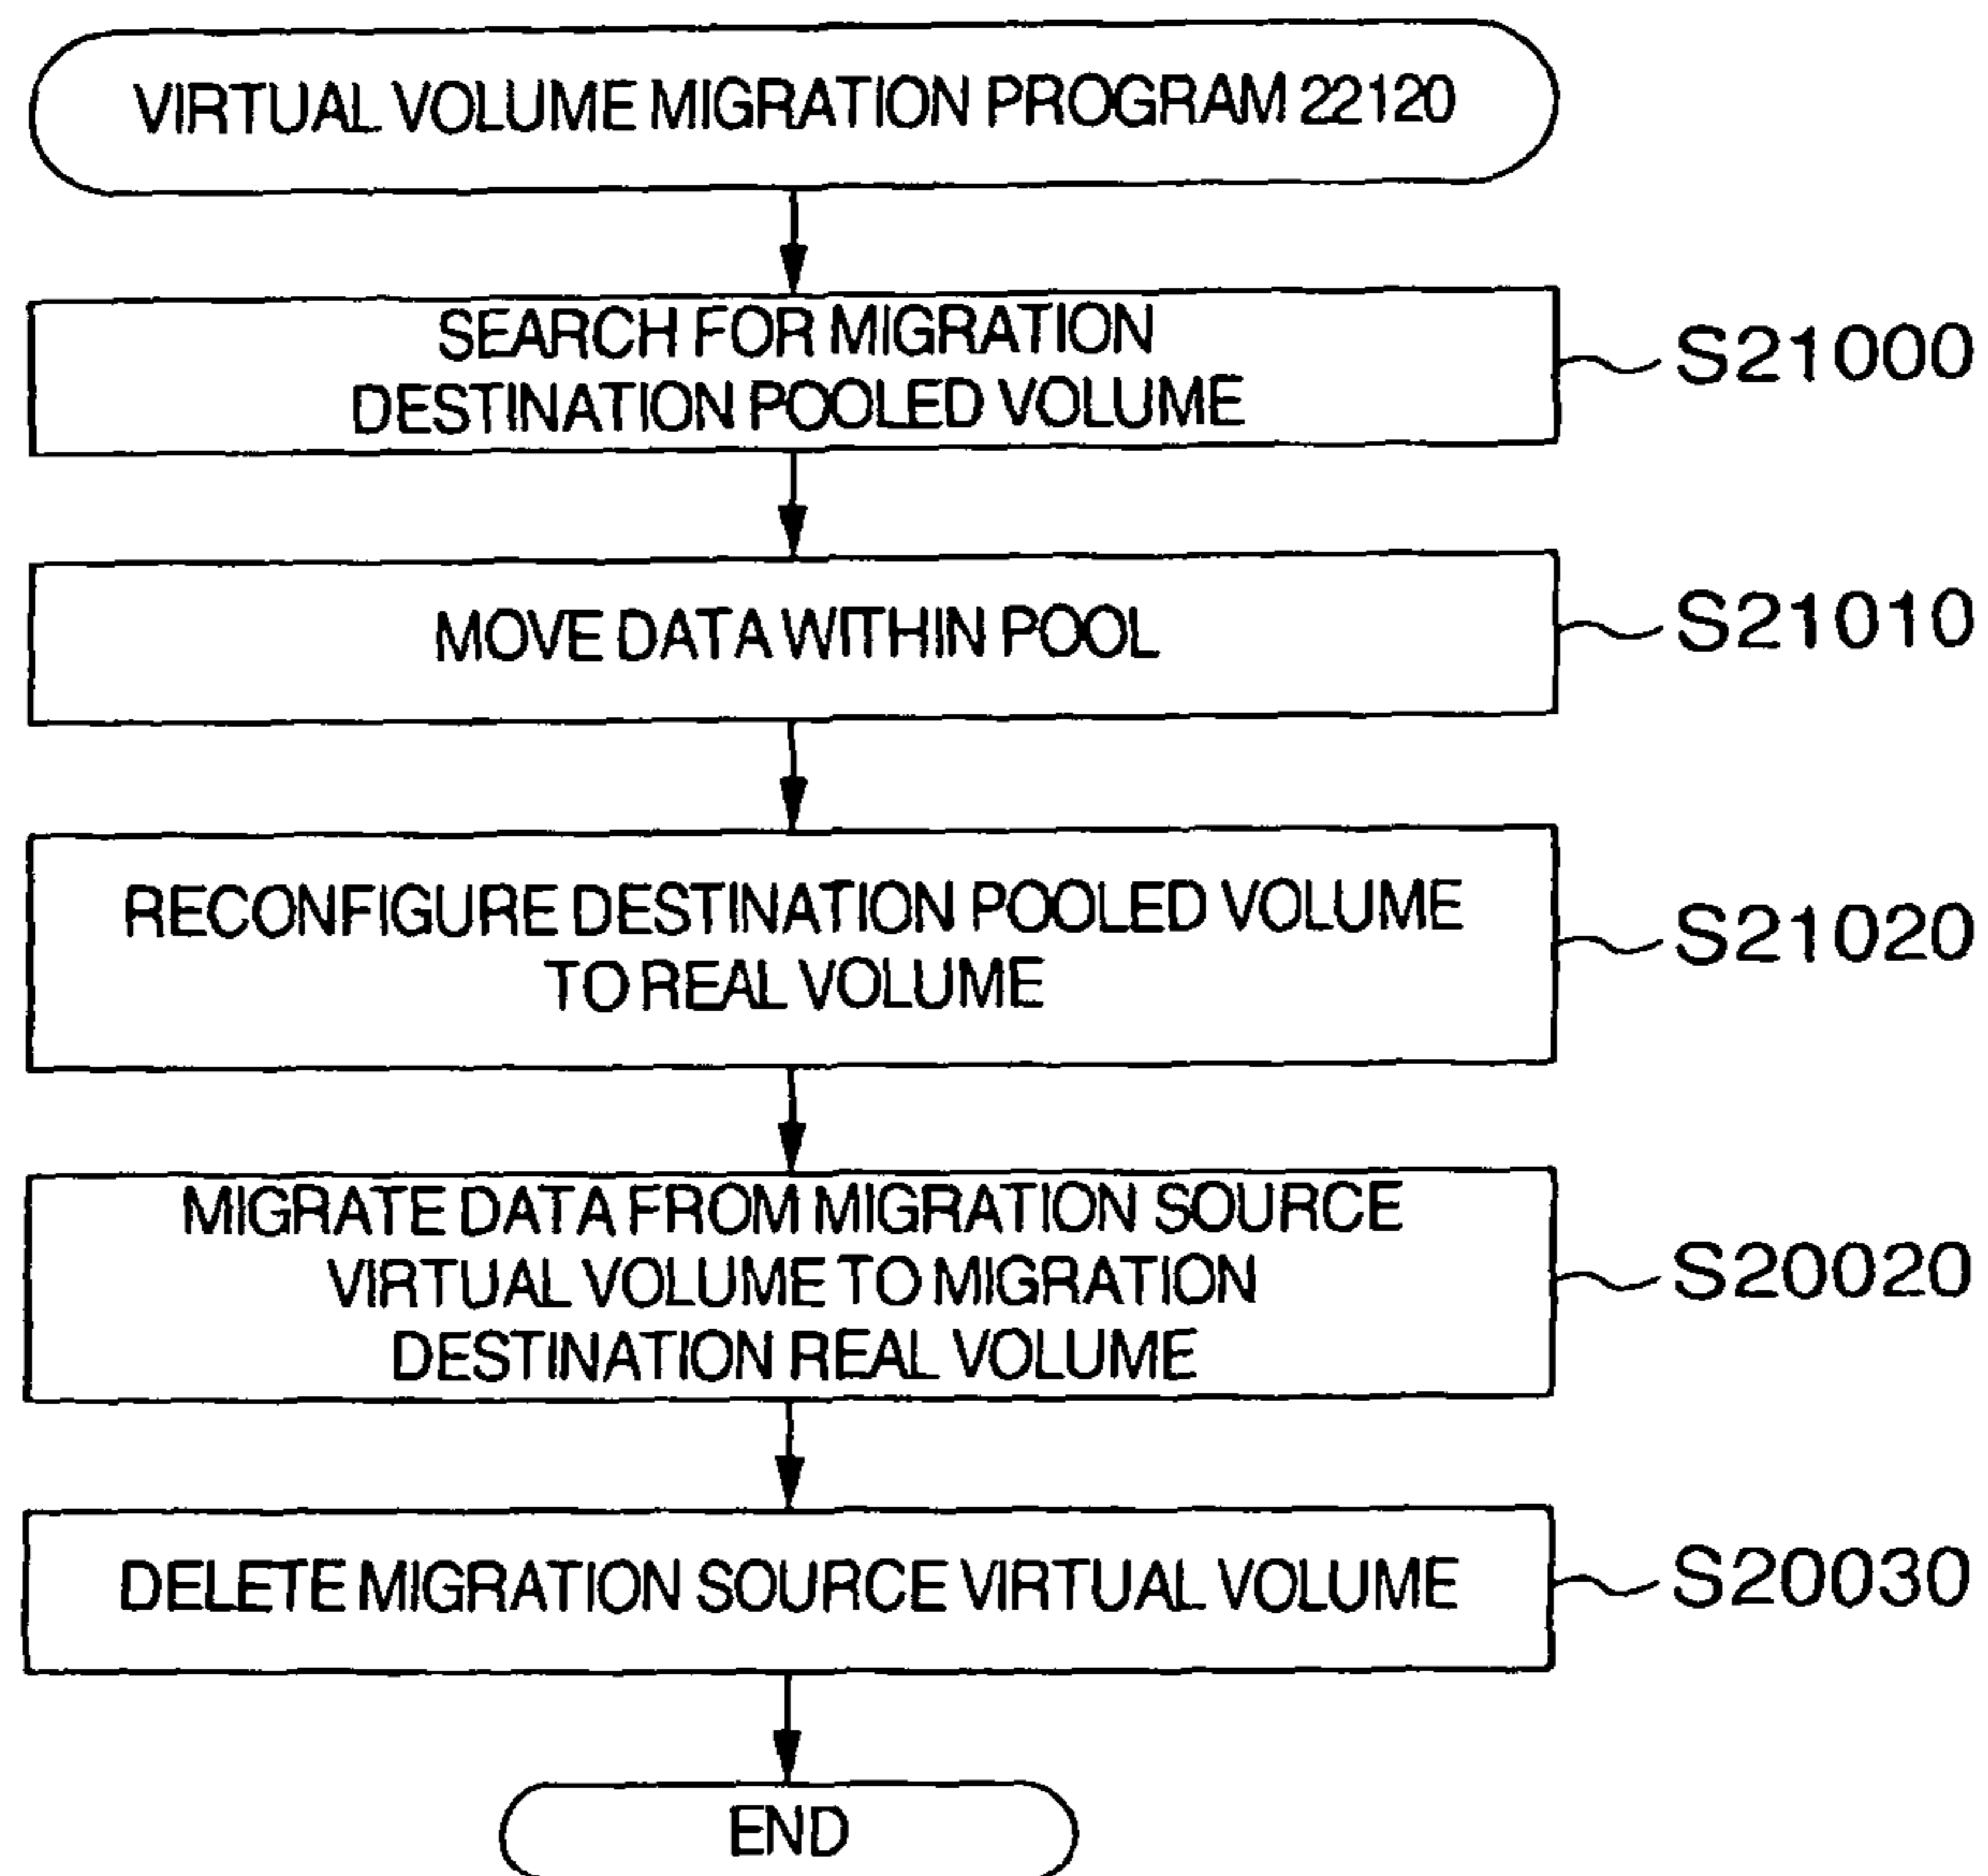 VIRTUAL VOLUME MIGRATION PROGRAM 22120
SEARCH FOR MIGRATION
DESTINATION POOLED VOLUME
S21000
MOVE DATA WITHIN POOL
S21010
RECONFIGURE DESTINATION POOLED VOLUME
TO REAL VOLUME
S21020
MIGRATE DATA FROM MIGRATION SOURCE
VIRTUAL VOLUME TO MIGRATION
DESTINATION REAL VOLUME
S20020
DELETE MIGRATION SOURCE VIRTUAL VOLUME
S20030
END